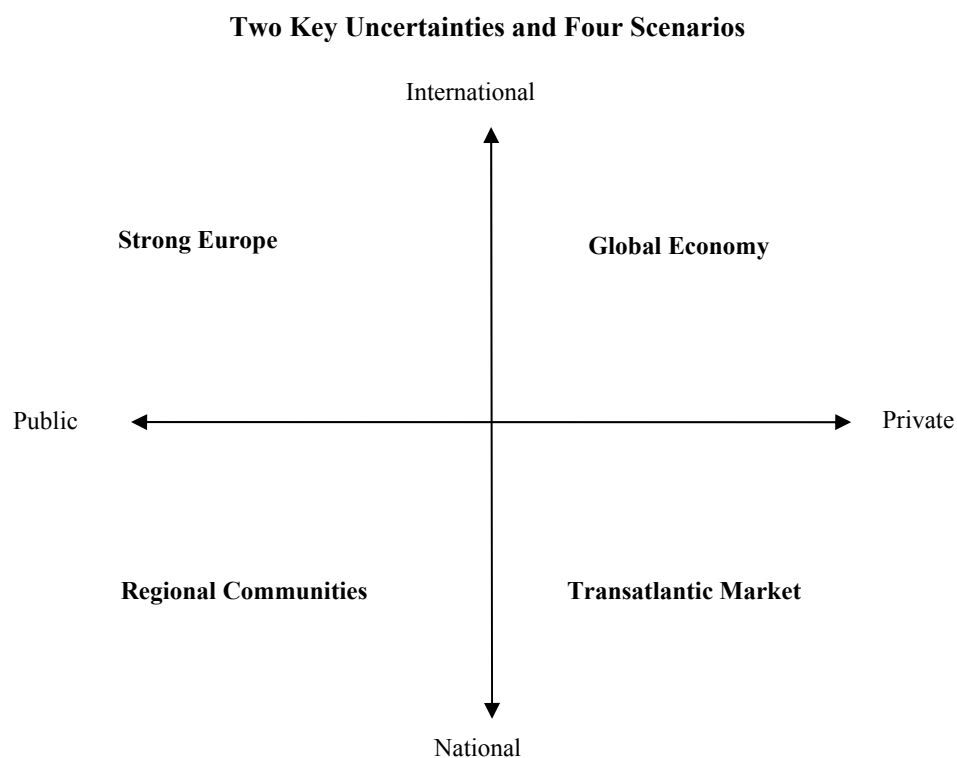 Two Key Uncertainties and Four Scenarios
International
Strong Europe
Global Economy
Public
Private
Regional Communities
Transatlantic Market
National